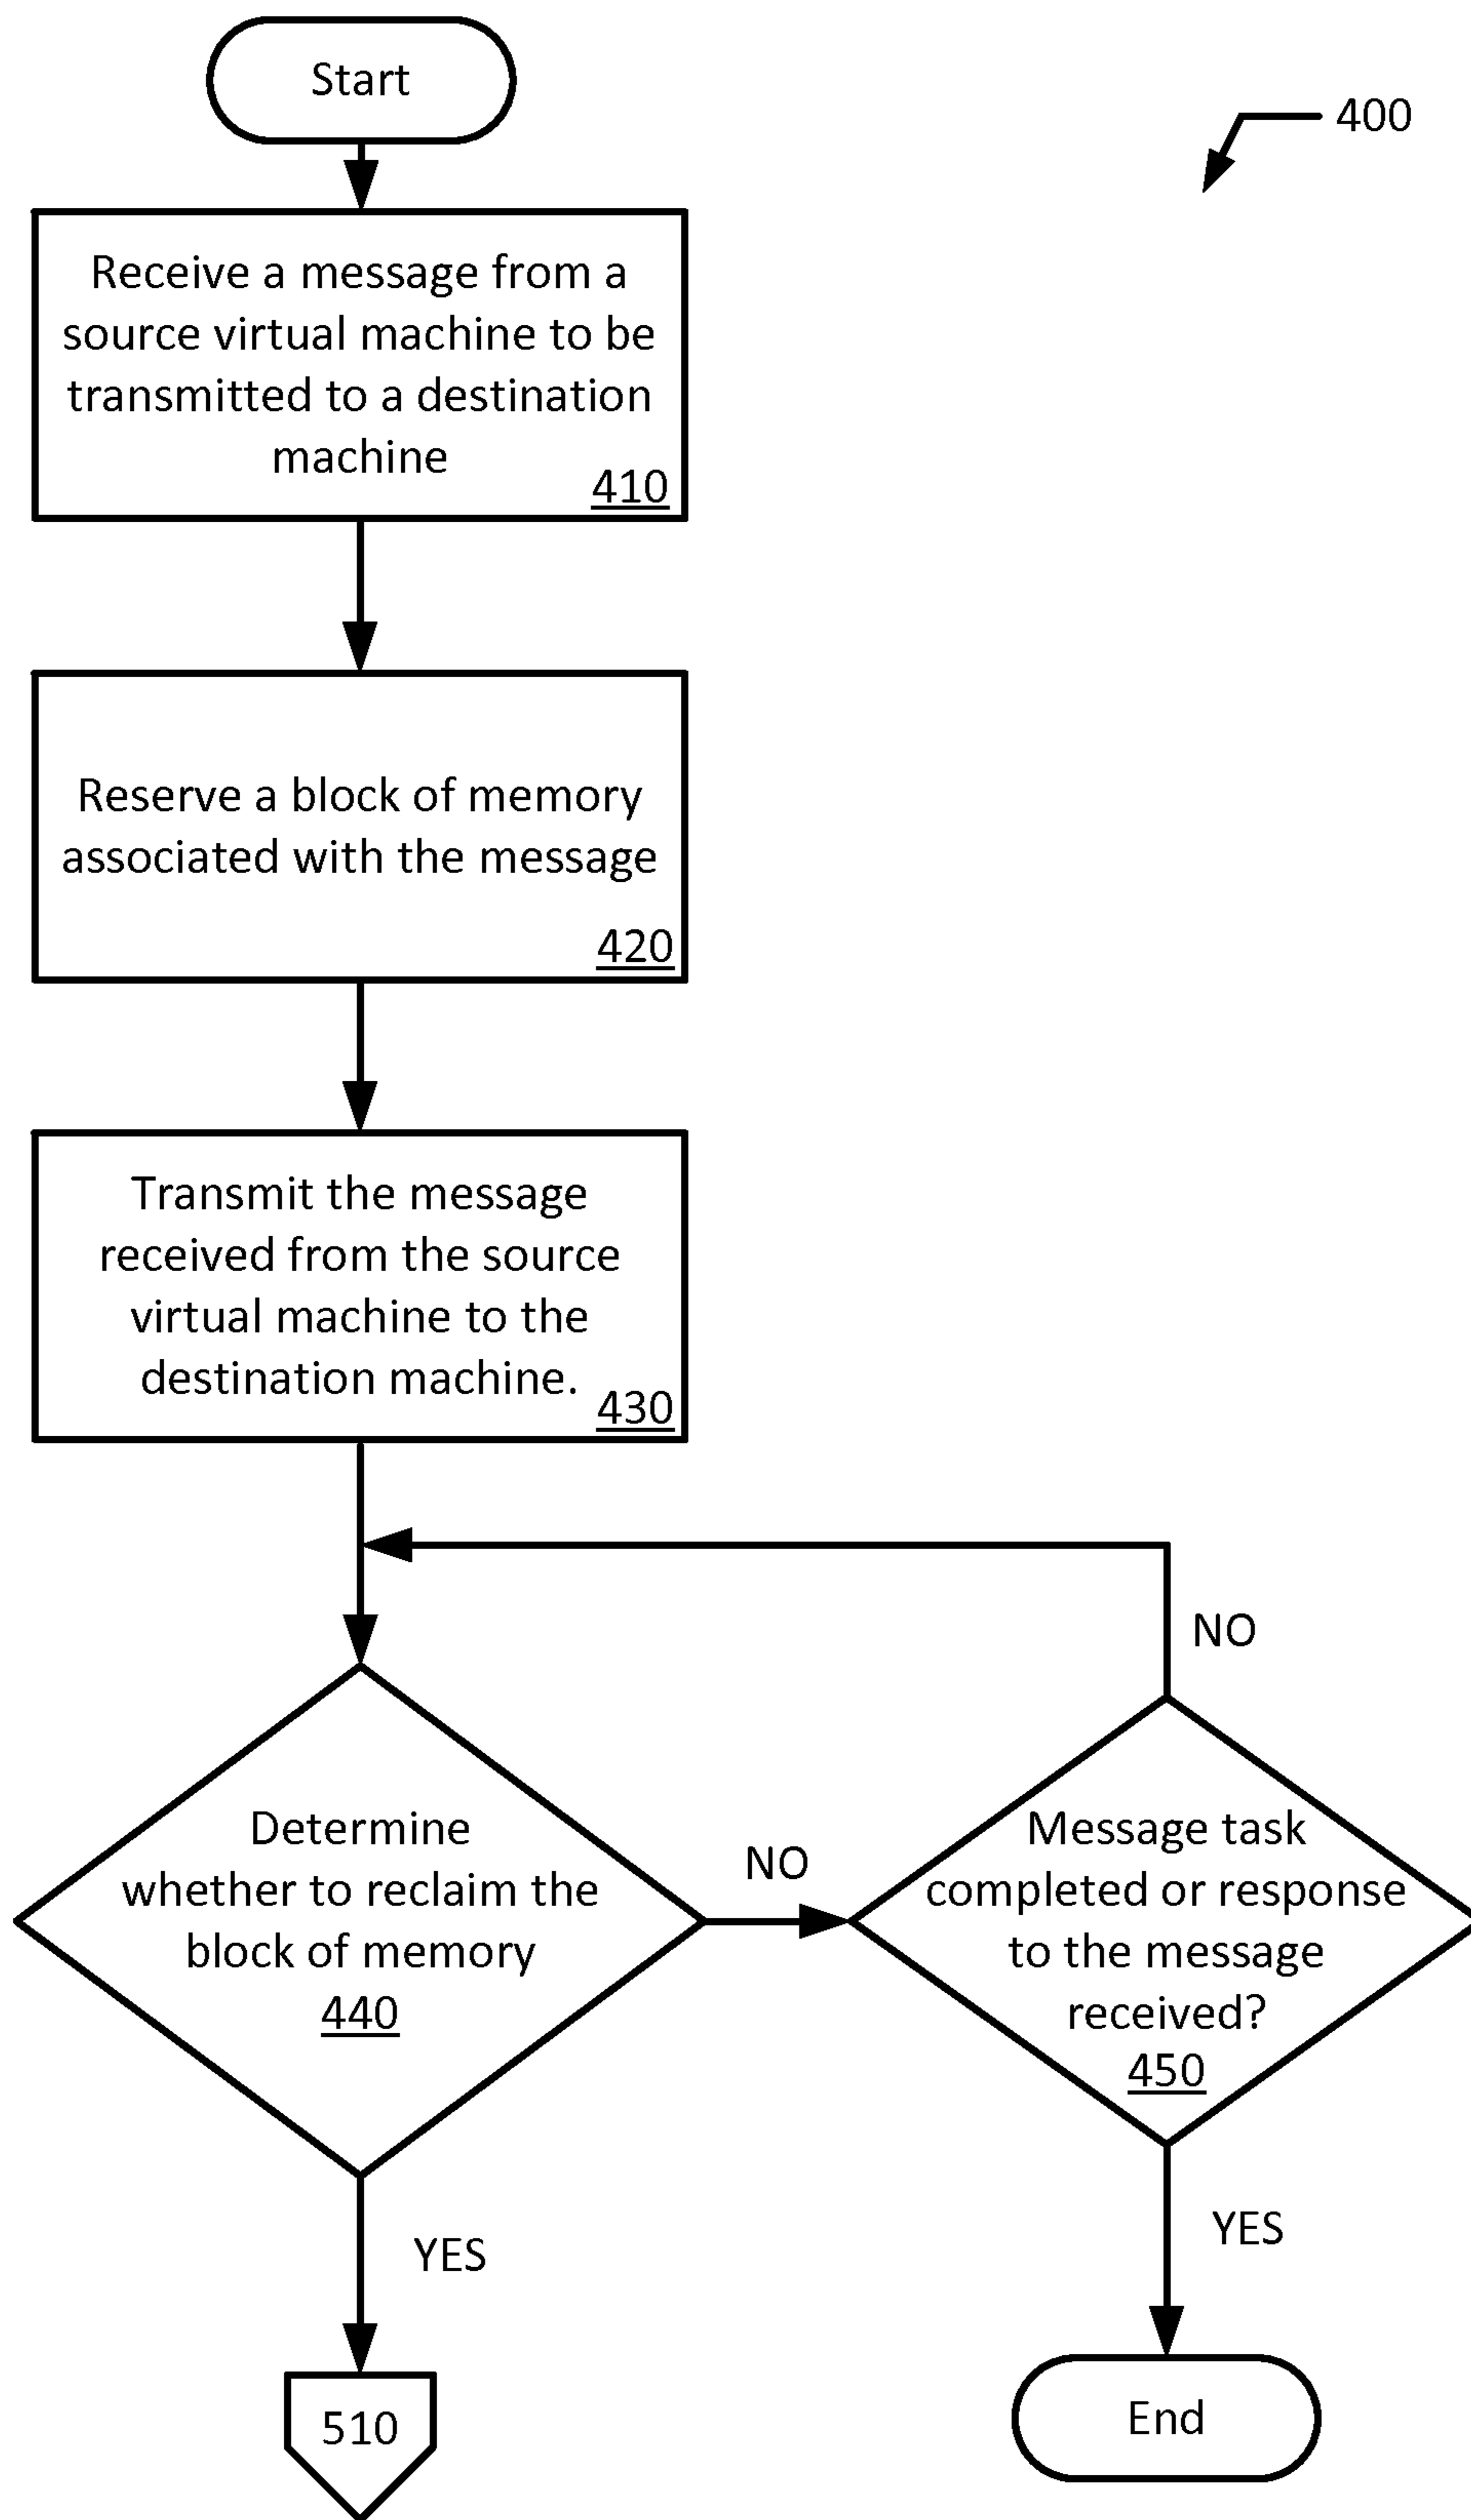 Start
400
Receive a message from a
source virtual machine to be
transmitted to a destination
machine
410
Reserve a block of memory
associated with the message
420
Transmit the message
received from the source
virtual machine to the
destination machine.
430
NO
Determine
whether to reclaim the
block of memory
440
NO
Message task
completed or response
to the message
received?
450
YES
YES
510
End